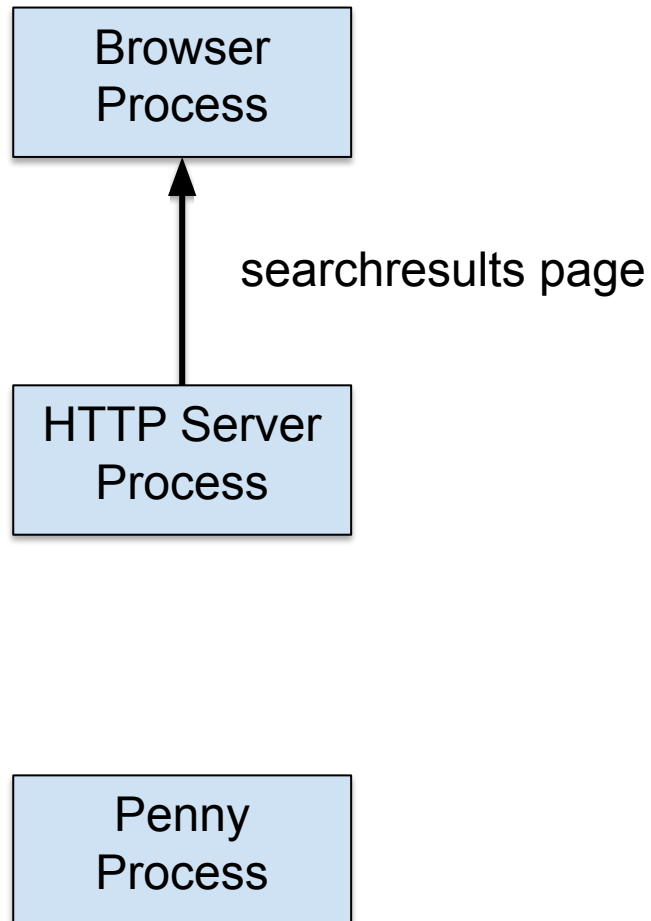 Browser
Process
searchresults page
HTTP Server
Process
Penny
Process